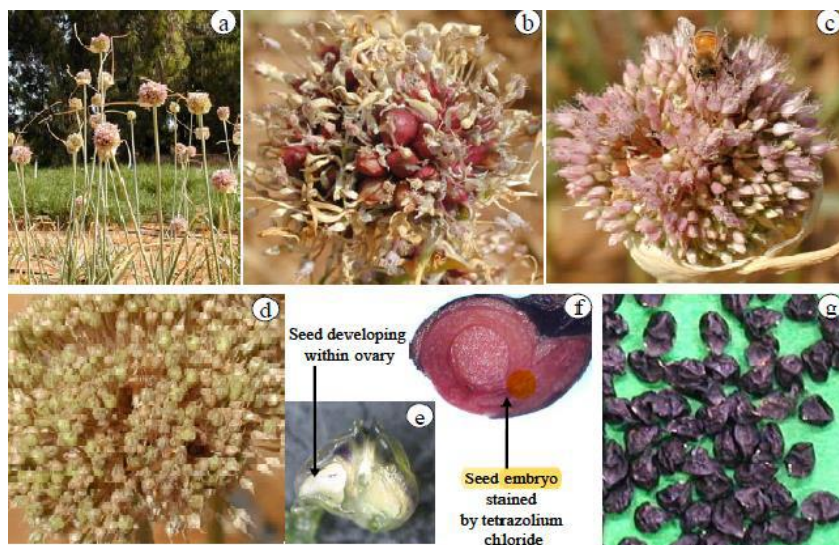 a
b
c
d
Seed developing
within ovary
e
f
Seed embryo
stained
by tetrazolium
chloride
g